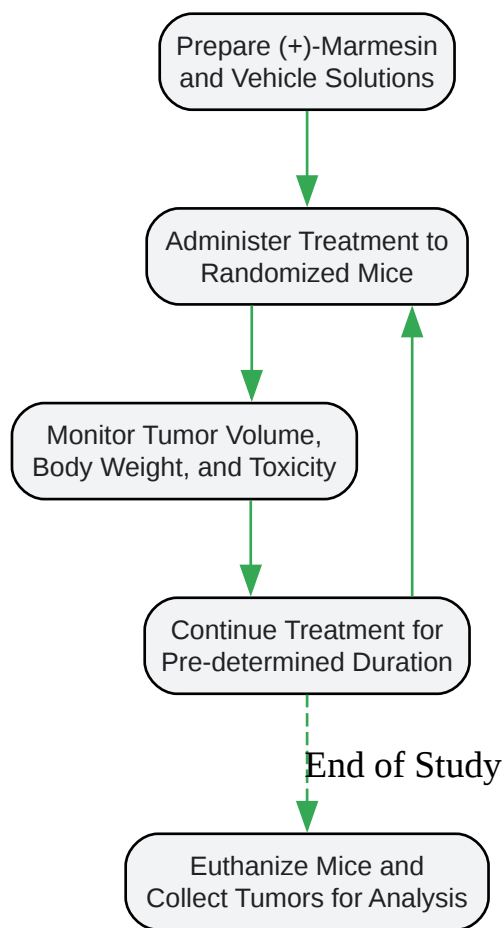 Prepare (+)-Marmesin
and Vehicle Solutions
Administer Treatment to
Randomized Mice
Monitor Tumor Volume,
Body Weight, and Toxicity
Continue Treatment for
Pre-determined Duration
End of Study
Euthanize Mice and
Collect Tumors for Analysis